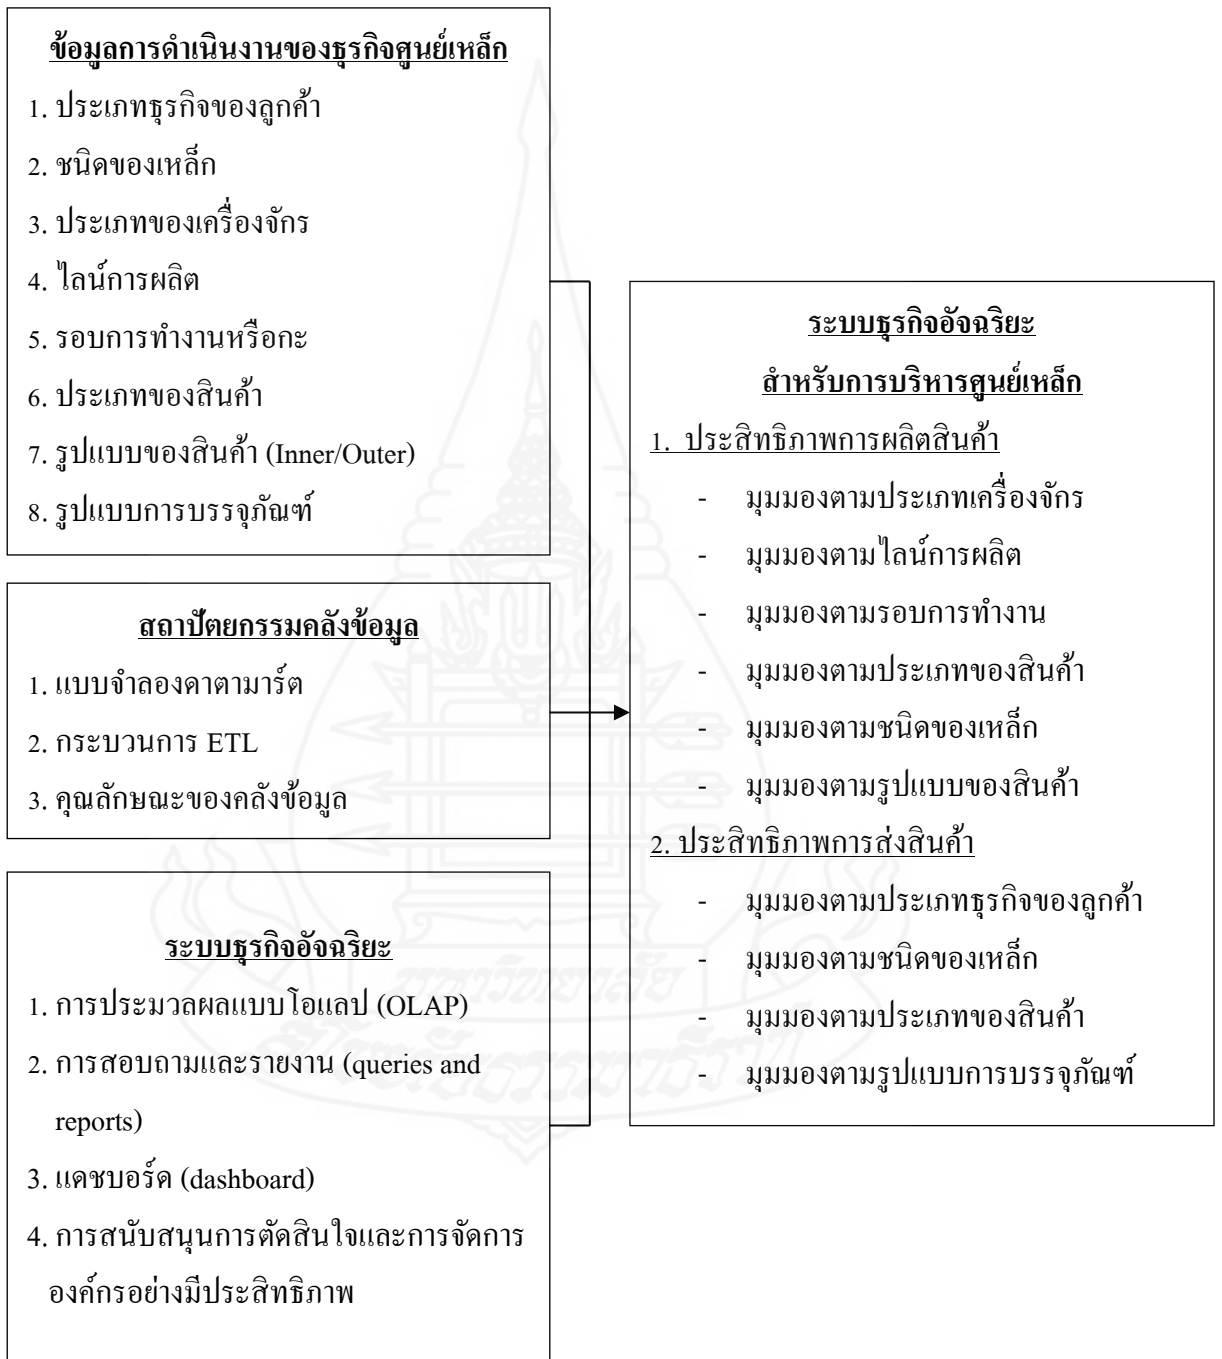 ข้อมูลการดำเนินงานของธุรกิจศูนย์เหล็ก
1. ประเภทธุรกิจของลูกค้า
2. ชนิดของเหล็ก
3. ประเภทของเครื่องจักร
4. ไลน์การผลิต
5. รอบการทำงานหรือกะ
6. ประเภทของสินค้า
7. รูปแบบของสินค้า (Inner/Outer)
8. รูปแบบการบรรจุภัณฑ์
สถาปัตยกรรมคลังข้อมูล
1. แบบจำลองดาตามาร์ต
2. กระบวนการ ETL
3. คุณลักษณะของคลังข้อมูล
ระบบธุรกิจอัจฉริยะ
1. การประมวลผลแบบโอแลป (OLAP)
2. การสอบถามและรายงาน (queries and
reports)
3. แดชบอร์ด (dashboard)
4. การสนับสนุนการตัดสินใจและการจัดการ
องค์กรอย่างมีประสิทธิภาพ
ระบบธุรกิจอัจฉริยะ
สำหรับการบริหารศูนย์เหล็ก
1. ประสิทธิภาพการผลิตสินค้า
- มุมมองตามประเภทเครื่องจักร
- มุมมองตามไลน์การผลิต
- มุมมองตามรอบการทำงาน
- มุมมองตามประเภทของสินค้า
- มุมมองตามชนิดของเหล็ก
- มุมมองตามรูปแบบของสินค้า
2. ประสิทธิภาพการส่งสินค้า
- มุมมองตามประเภทธุรกิจของลูกค้า
- มุมมองตามชนิดของเหล็ก
- มุมมองตามประเภทของสินค้า
- มุมมองตามรูปแบบการบรรจุภัณฑ์
มหาวิทยาลัย
สุโขทัยธรรมาธิราช